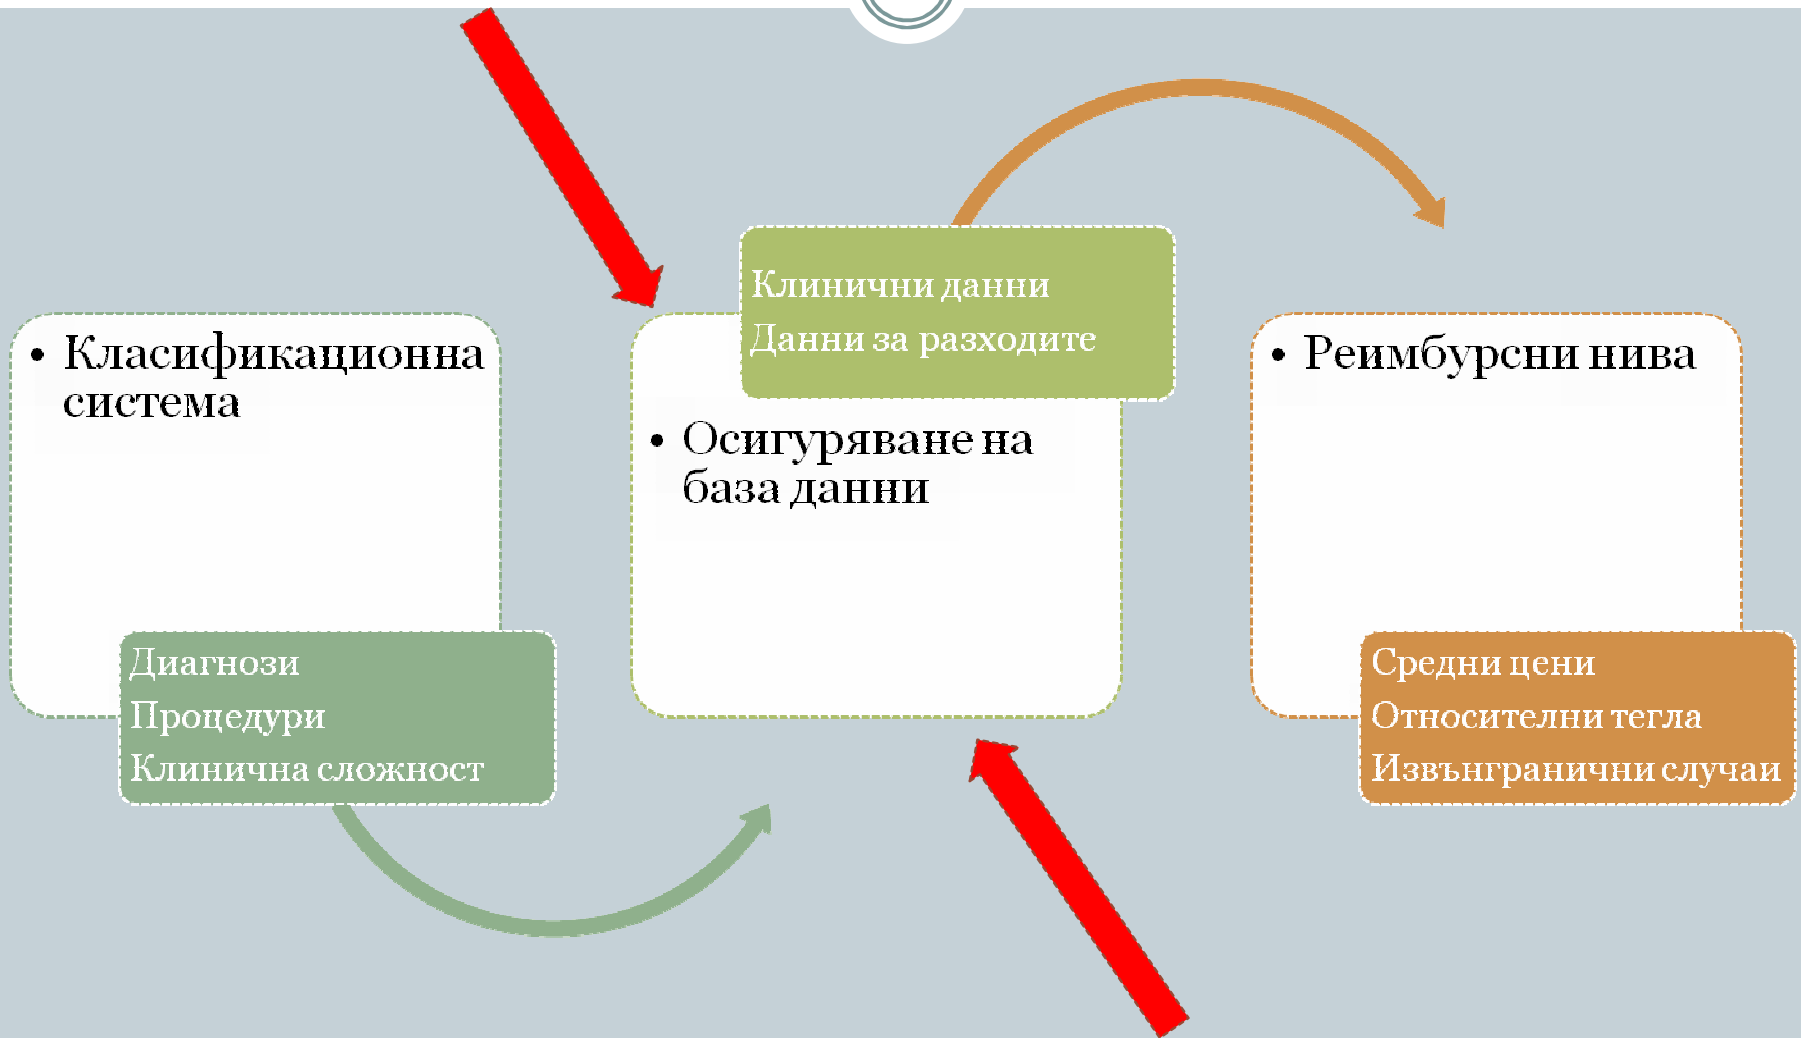 • Класификационна
система
Диагнози
Процедури
Клинична сложност
Клинични данни
Данни за разходите
• Осигуряване на
база данни
• Реимбурсни нива
Средни цени
Относителни тегла
Извънгранични случаи